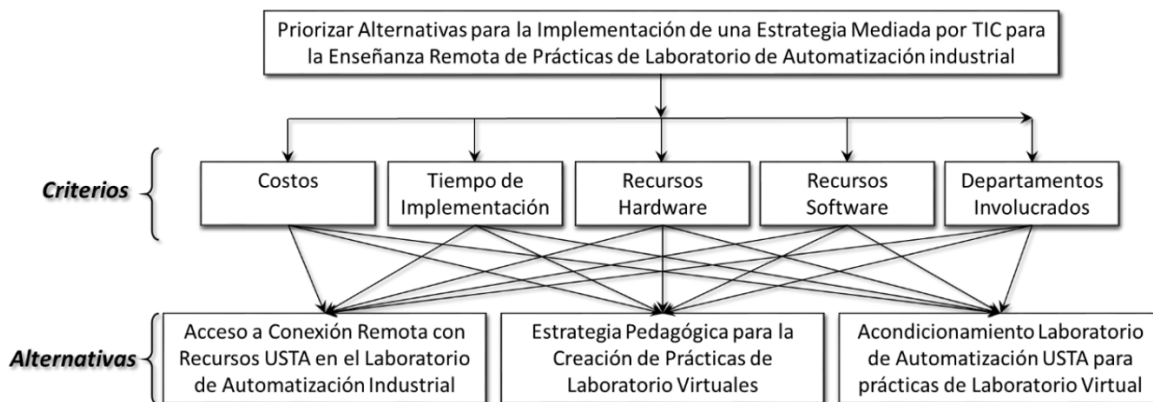 Priorizar Alternativas para la Implementación de una Estrategia Mediada por TIC para
la Enseñanza Remota de Prácticas de Laboratorio de Automatización industrial
Criterios
Costos
Tiempo de
Implementación
Recursos
Hardware
Recursos
Software
Departamentos
Involucrados
Alternativas
Acceso a Conexión Remota con
Recursos USTA en el Laboratorio
de Automatización Industrial
Estrategia Pedagógica para la
Creación de Prácticas de
Laboratorio Virtuales
Acondicionamiento Laboratorio
de Automatización USTA para
prácticas de Laboratorio Virtual